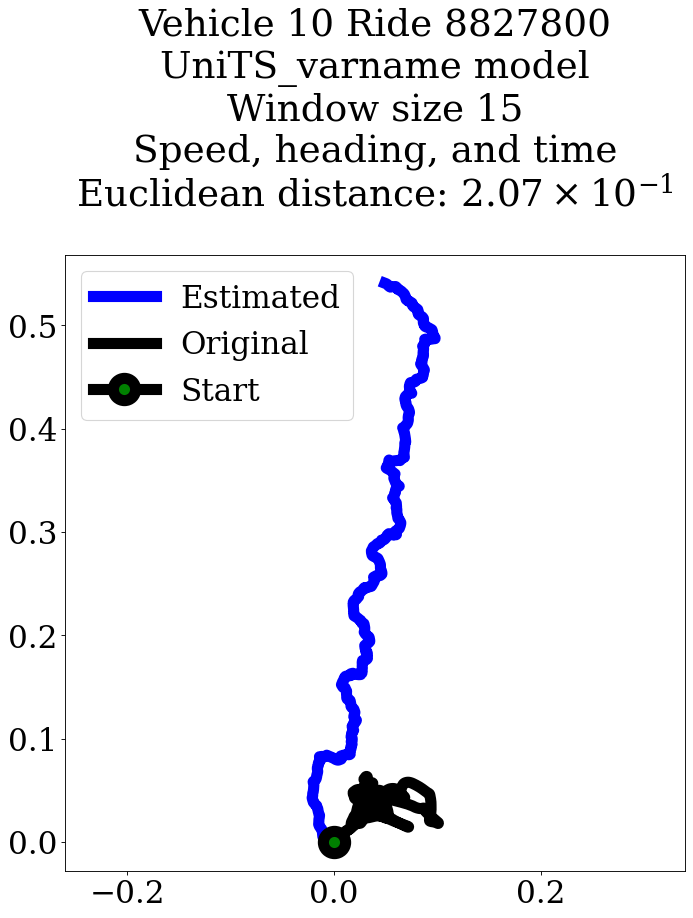 Vehicle 10 Ride 8827800
UniTS_varname model
Window size 15
Speed, heading, and time
Euclidean distance: 2.07 × 10⁻¹
Estimated
Original
Start
0.5
0.4
0.3
0.2
0.1
0.0
−0.2 0.0 0.2